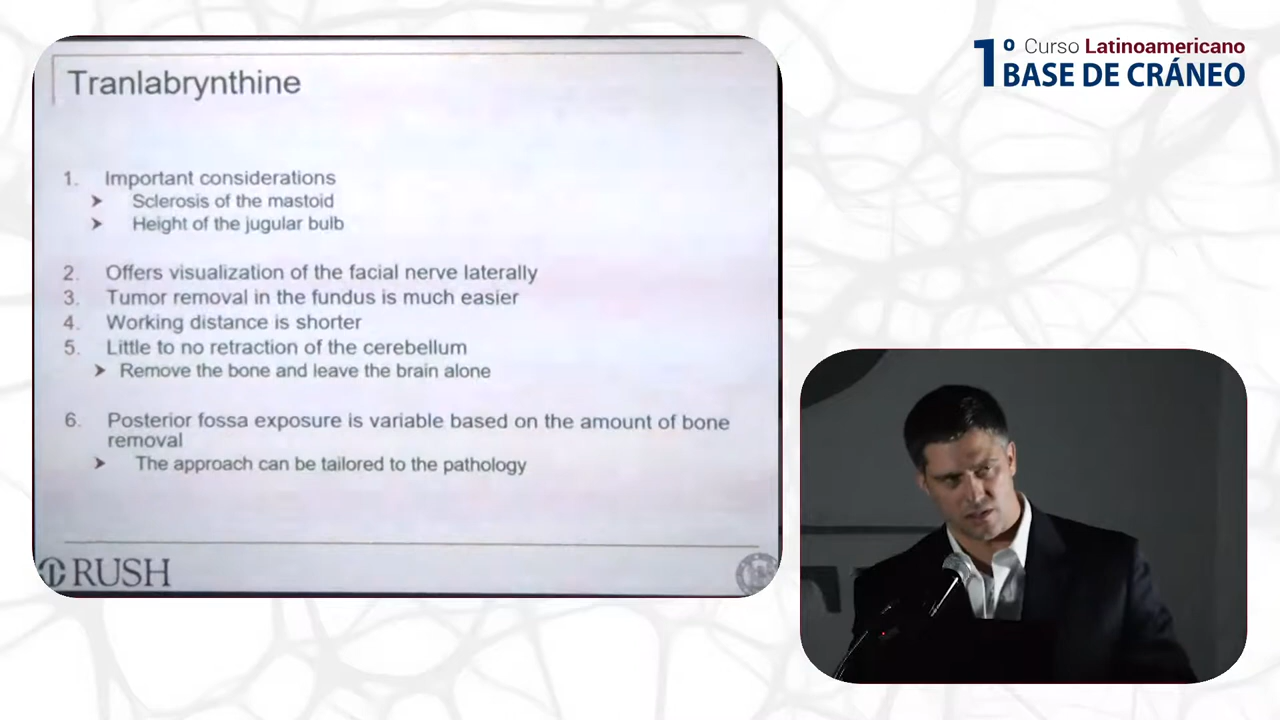 1º Curso Latinoamericano
BASE DE CRÁNEO
Tranlabrynthine
1. Important considerations
➤ Sclerosis of the mastoid
➤ Height of the jugular bulb
2. Offers visualization of the facial nerve laterally
3. Tumor removal in the fundus is much easier
4. Working distance is shorter
5. Little to no retraction of the cerebellum
➤ Remove the bone and leave the brain alone
6. Posterior fossa exposure is variable based on the amount of bone
removal
➤ The approach can be tailored to the pathology
RUSH